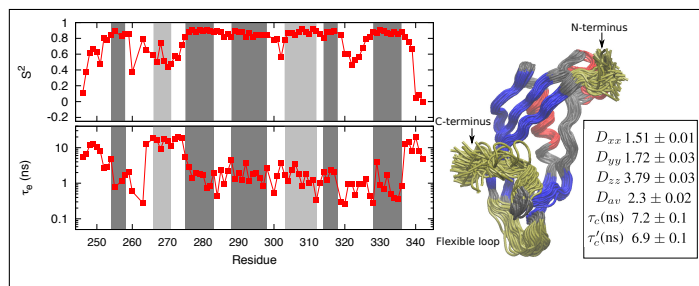 S²
1
0.8
0.6
0.4
0.2
0
-0.2
τe (ns)
10
1
0.1
250 260 270 280 290 300 310 320 330 340
Residue
N-terminus
C-terminus
Flexible loop
Dxx 1.51 ± 0.01
Dyy 1.72 ± 0.03
Dzz 3.79 ± 0.03
Dav 2.3 ± 0.02
τc(ns) 7.2 ± 0.1
τ′c(ns) 6.9 ± 0.1